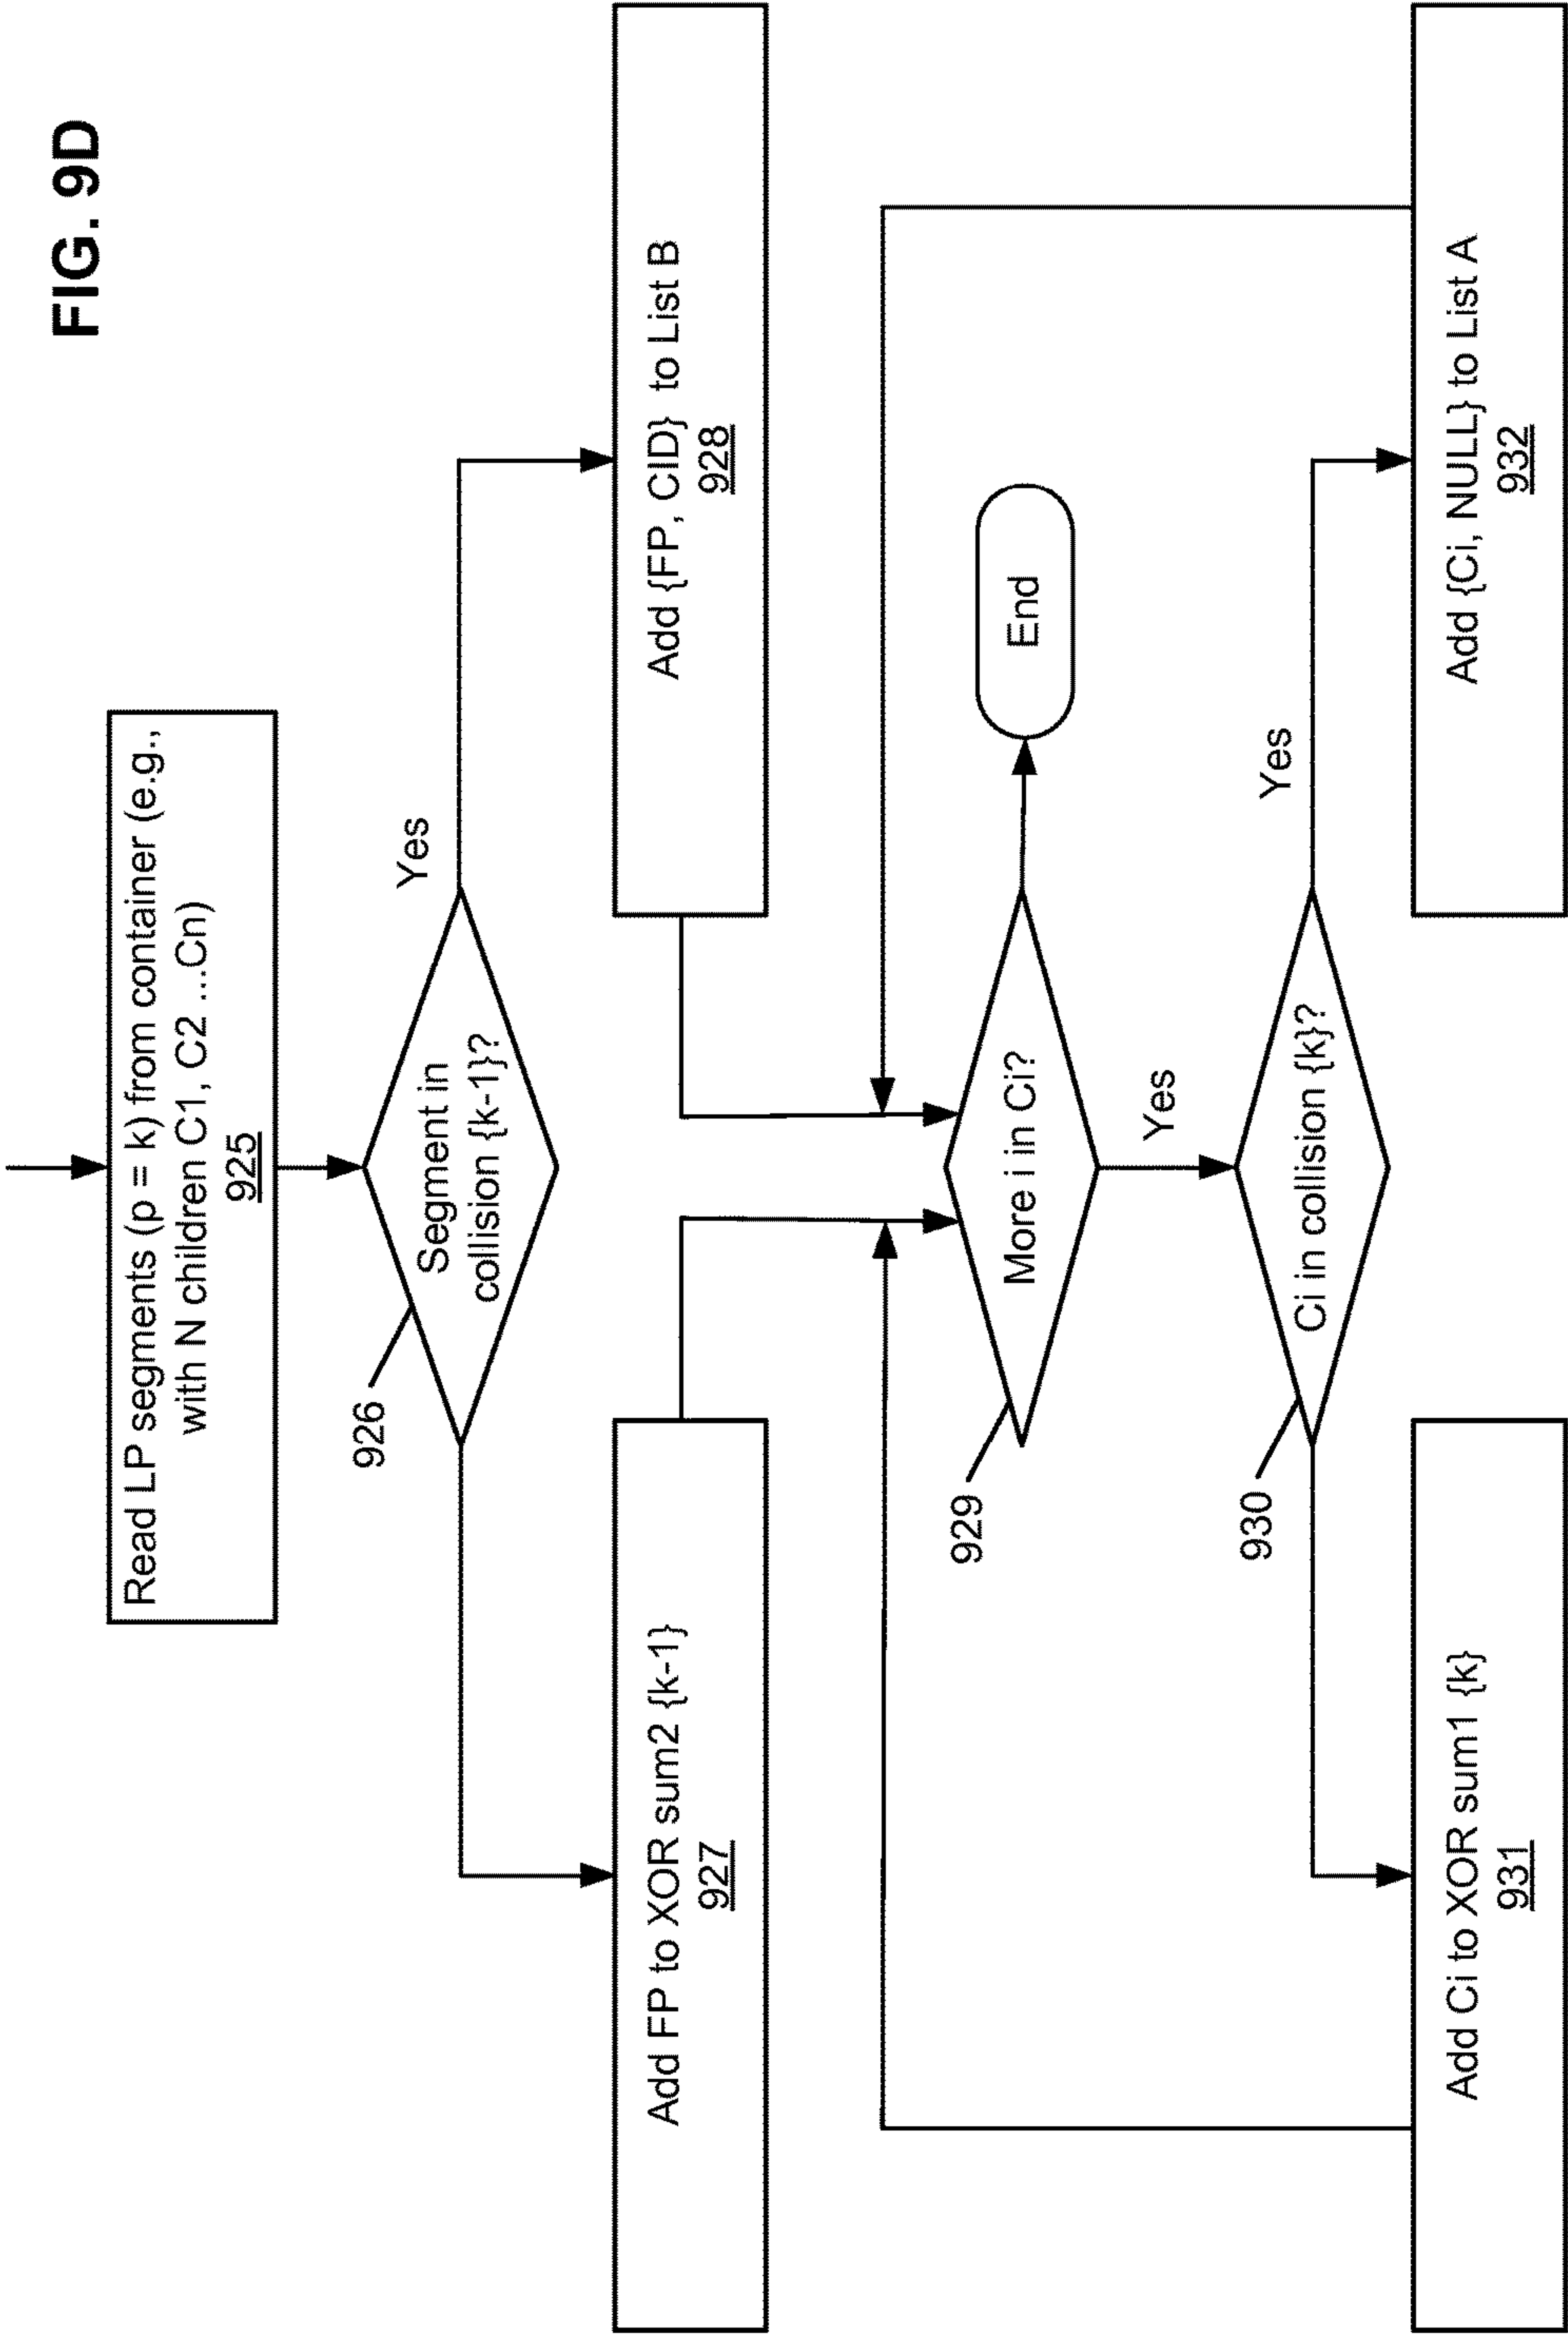 FIG. 9D
Read LP segments (p = k) from container (e.g.,
with N children C1, C2 ...Cn)
925
926
Segment in
collision {k-1}?
Yes
Add FP to XOR sum2 {k-1}
927
Add {FP, CID} to List B
928
929
More i in Ci?
End
Yes
930
Ci in collision {k}?
Yes
Add Ci to XOR sum1 {k}
931
Add {Ci, NULL} to List A
932